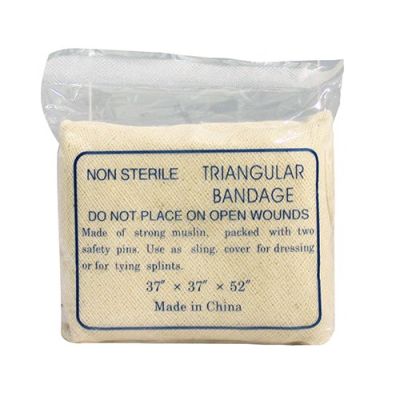 NON STERILE TRIANGULAR
BANDAGE
DO NOT PLACE ON OPEN WOUNDS
Made of strong muslin, packed with two
safety pins. Use as sling. cover for dressing
or for tying splints.
37" × 37" × 52"
Made in China